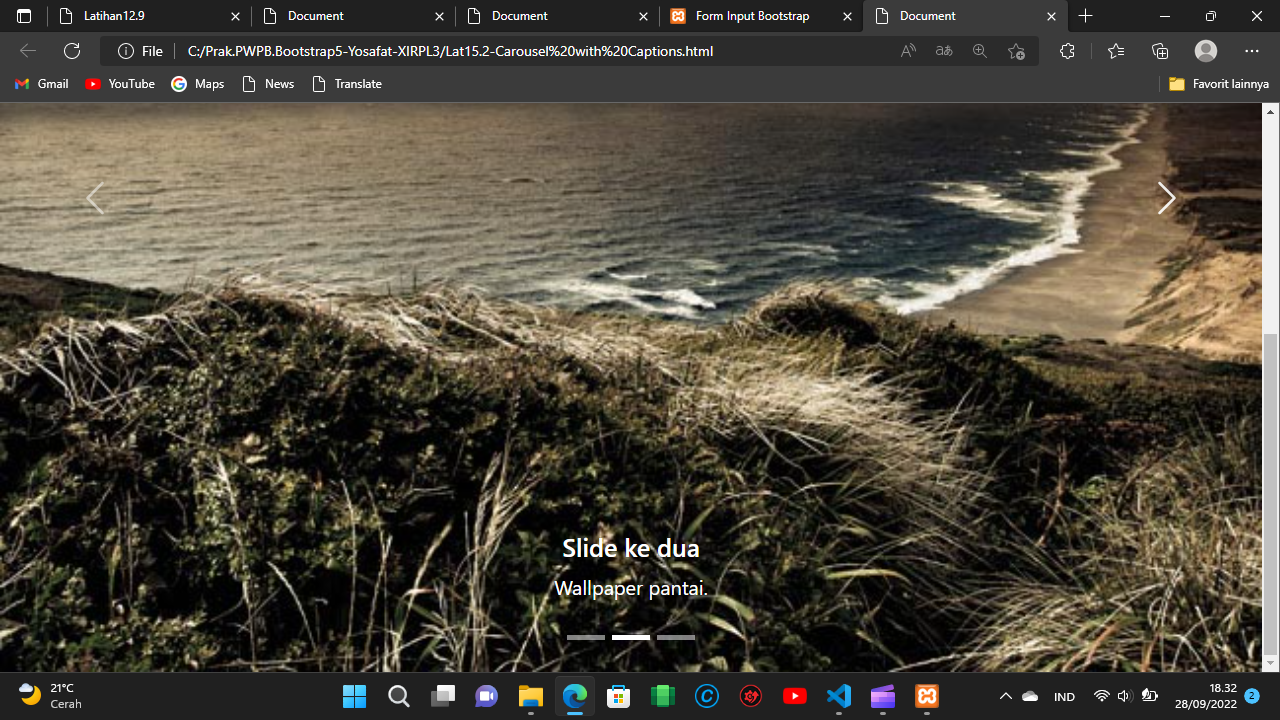 Latihan12.9
Document
Document
Form Input Bootstrap
Document
File
C:/Prak.PWPB.Bootstrap5-Yosafat-XIRPL3/Lat15.2-Carousel%20with%20Captions.html
Gmail
YouTube
Maps
News
Translate
Favorit lainnya
Slide ke dua
Wallpaper pantai.
21°C
Cerah
IND
18.32
28/09/2022
2